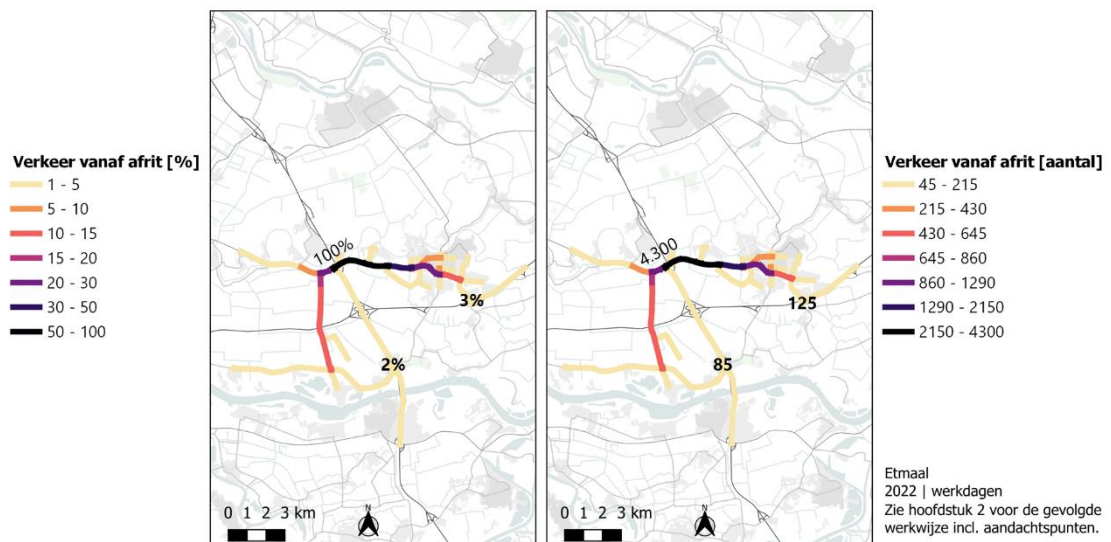 Verkeer vanaf afrit [%]
1 - 5
5 - 10
10 - 15
15 - 20
20 - 30
30 - 50
50 - 100
100%
3%
2%
0 1 2 3 km
4.300
125
85
0 1 2 3 km
Verkeer vanaf afrit [aantal]
45 - 215
215 - 430
430 - 645
645 - 860
860 - 1290
1290 - 2150
2150 - 4300
Etmaal
2022 | werkdagen
Zie hoofdstuk 2 voor de gevolgde
werkwijze incl. aandachtspunten.